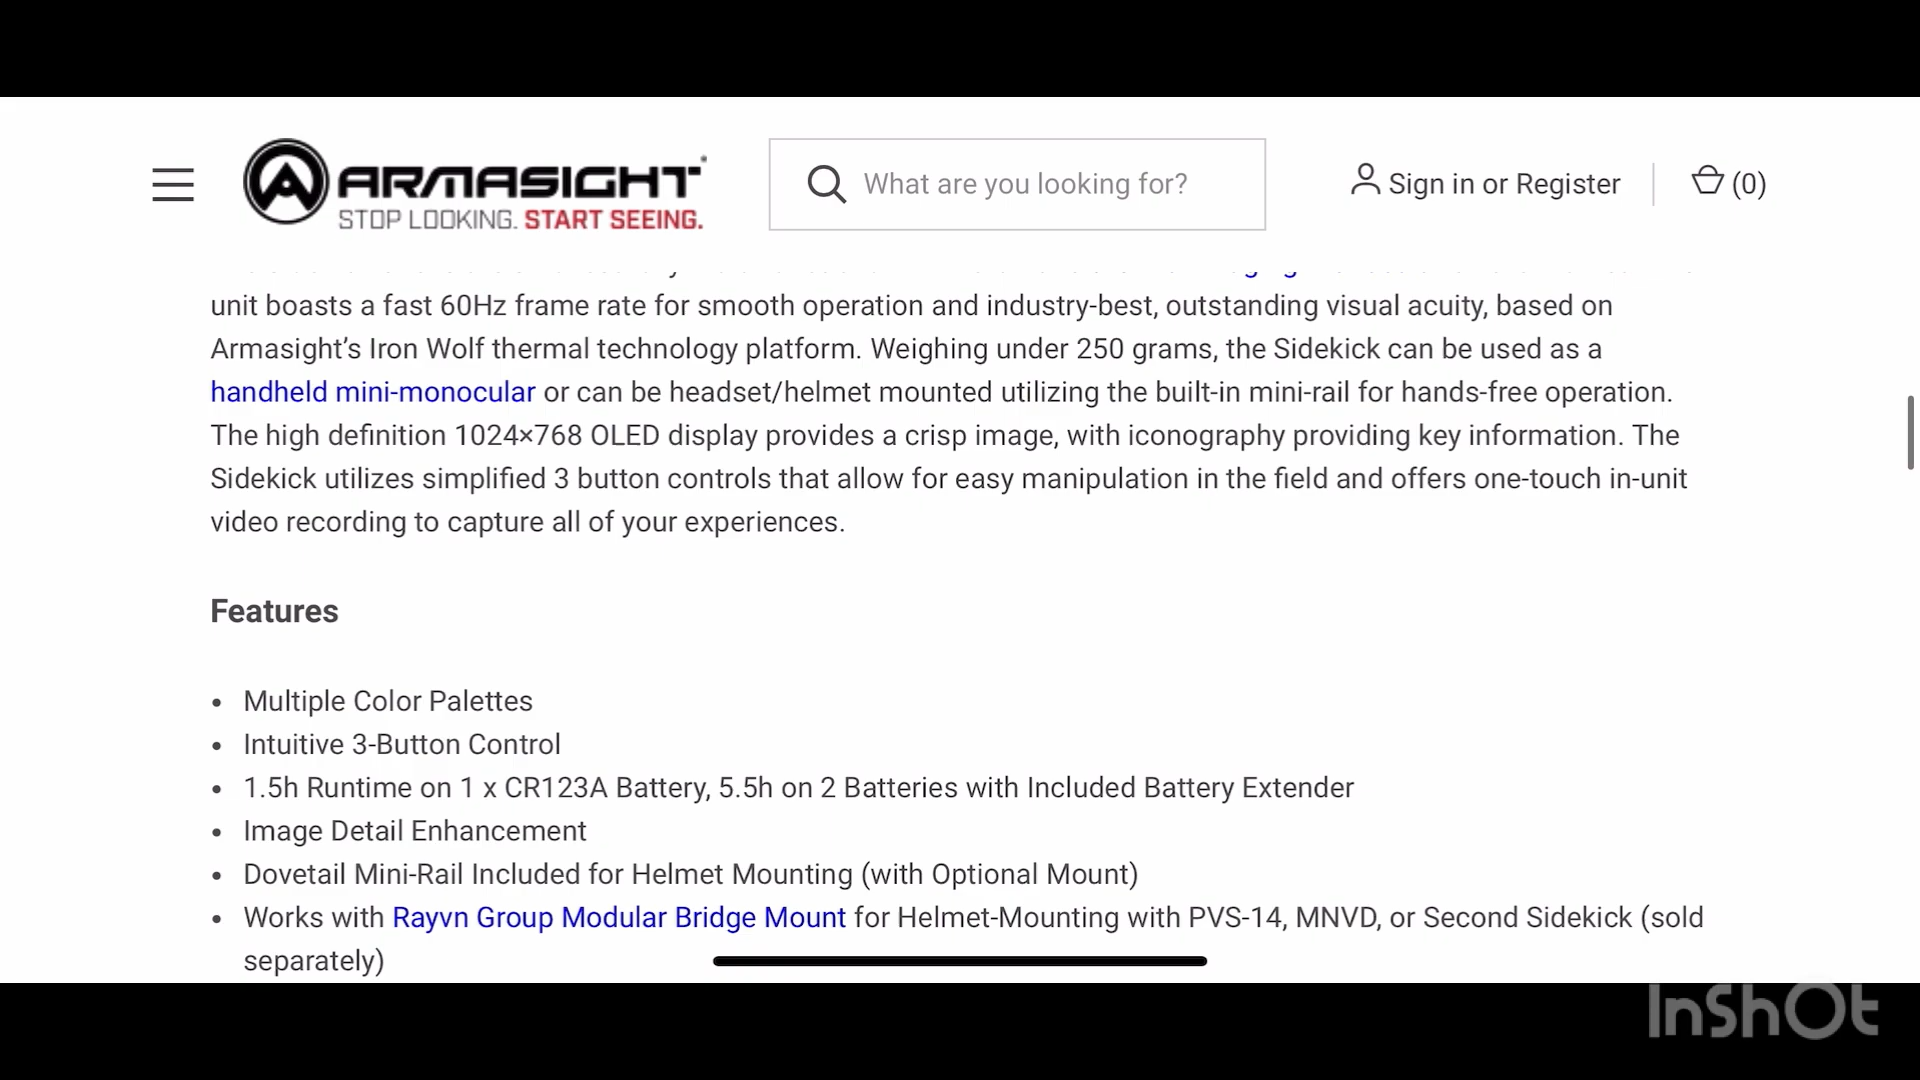 ARMASIGHT
STOP LOOKING. START SEEING.
What are you looking for?
Sign in or Register
(0)
unit boasts a fast 60Hz frame rate for smooth operation and industry-best, outstanding visual acuity, based on
Armasight’s Iron Wolf thermal technology platform. Weighing under 250 grams, the Sidekick can be used as a
handheld mini-monocular or can be headset/helmet mounted utilizing the built-in mini-rail for hands-free operation.
The high definition 1024×768 OLED display provides a crisp image, with iconography providing key information. The
Sidekick utilizes simplified 3 button controls that allow for easy manipulation in the field and offers one-touch in-unit
video recording to capture all of your experiences.
Features
• Multiple Color Palettes
• Intuitive 3-Button Control
• 1.5h Runtime on 1 x CR123A Battery, 5.5h on 2 Batteries with Included Battery Extender
• Image Detail Enhancement
• Dovetail Mini-Rail Included for Helmet Mounting (with Optional Mount)
• Works with Rayvn Group Modular Bridge Mount for Helmet-Mounting with PVS-14, MNVD, or Second Sidekick (sold
separately)
InShOt